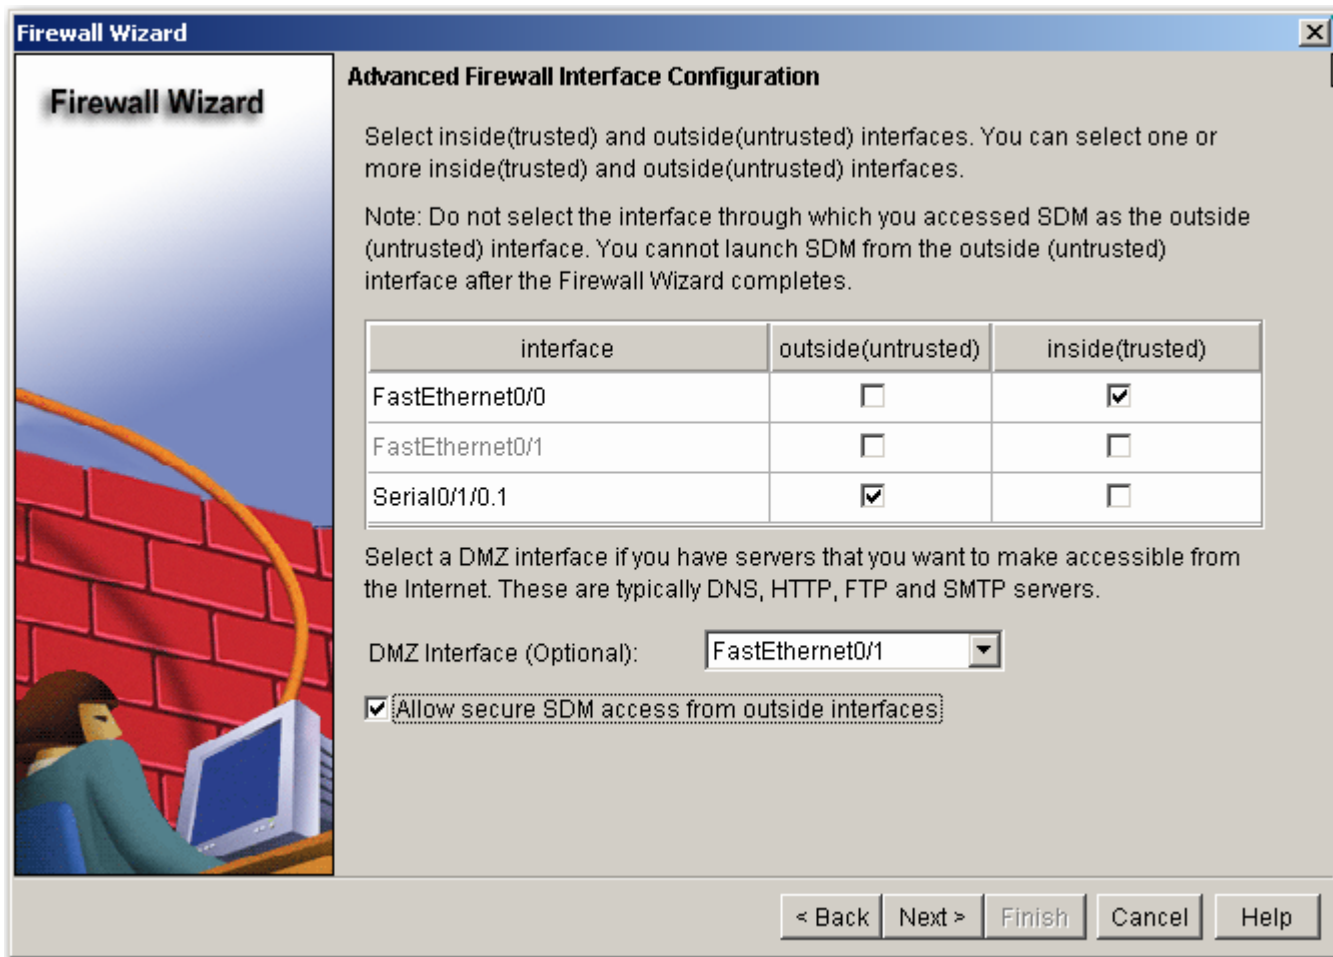 Firewall Wizard
Firewall Wizard
Advanced Firewall Interface Configuration
Select inside(trusted) and outside(untrusted) interfaces. You can select one or
more inside(trusted) and outside(untrusted) interfaces.
Note: Do not select the interface through which you accessed SDM as the outside
(untrusted) interface. You cannot launch SDM from the outside (untrusted)
interface after the Firewall Wizard completes.
interface outside(untrusted) inside(trusted)
FastEthernet0/0
FastEthernet0/1
Serial0/1/0.1
Select a DMZ interface if you have servers that you want to make accessible from
the Internet. These are typically DNS, HTTP, FTP and SMTP servers.
DMZ Interface (Optional): FastEthernet0/1
Allow secure SDM access from outside interfaces
< Back Next > Finish Cancel Help